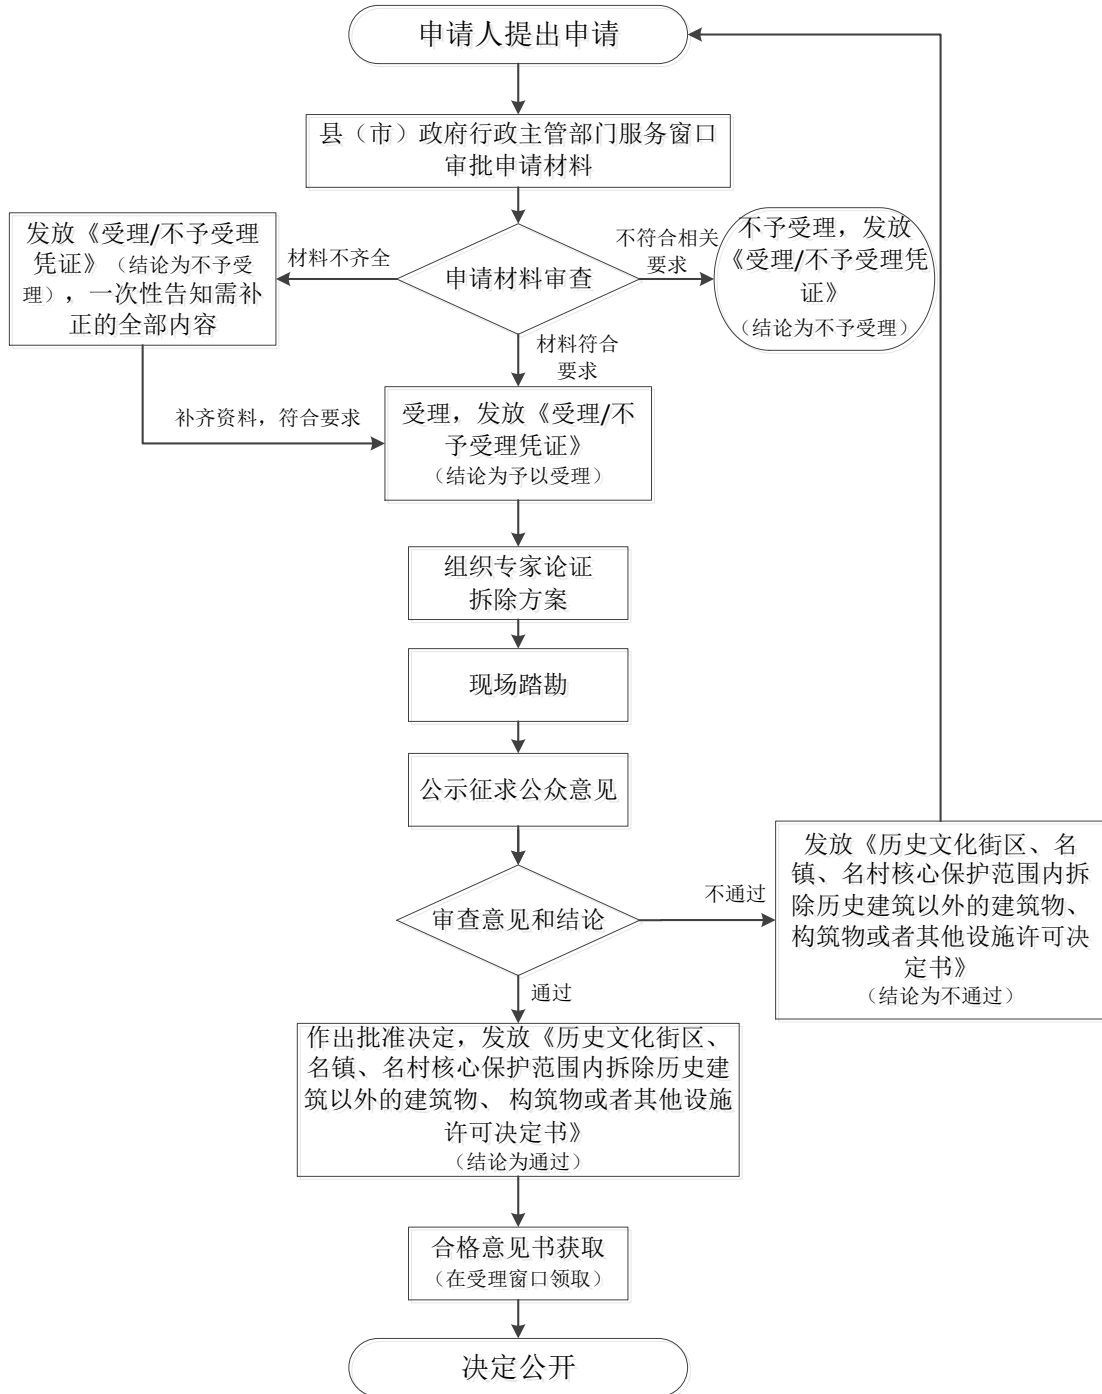 申请人提出申请
县（市）政府行政主管部门服务窗口
审批申请材料
发放《受理/不予受理
凭证》（结论为不予受
理），一次性告知需补
正的全部内容
材料不齐全
申请材料审查
不符合相关
要求
不予受理，发放
《受理/不予受理凭
证》
（结论为不予受理）
材料符合
要求
补齐资料，符合要求
受理，发放《受理/不
予受理凭证》
（结论为予以受理）
组织专家论证
拆除方案
现场踏勘
公示征求公众意见
审查意见和结论
不通过
发放《历史文化街区、名
镇、名村核心保护范围内拆
除历史建筑以外的建筑物、
构筑物或者其他设施许可决
定书》
（结论为不通过）
通过
作出批准决定，发放《历史文化街区、
名镇、名村核心保护范围内拆除历史建
筑以外的建筑物、 构筑物或者其他设施
许可决定书》
（结论为通过）
合格意见书获取
（在受理窗口领取）
决定公开